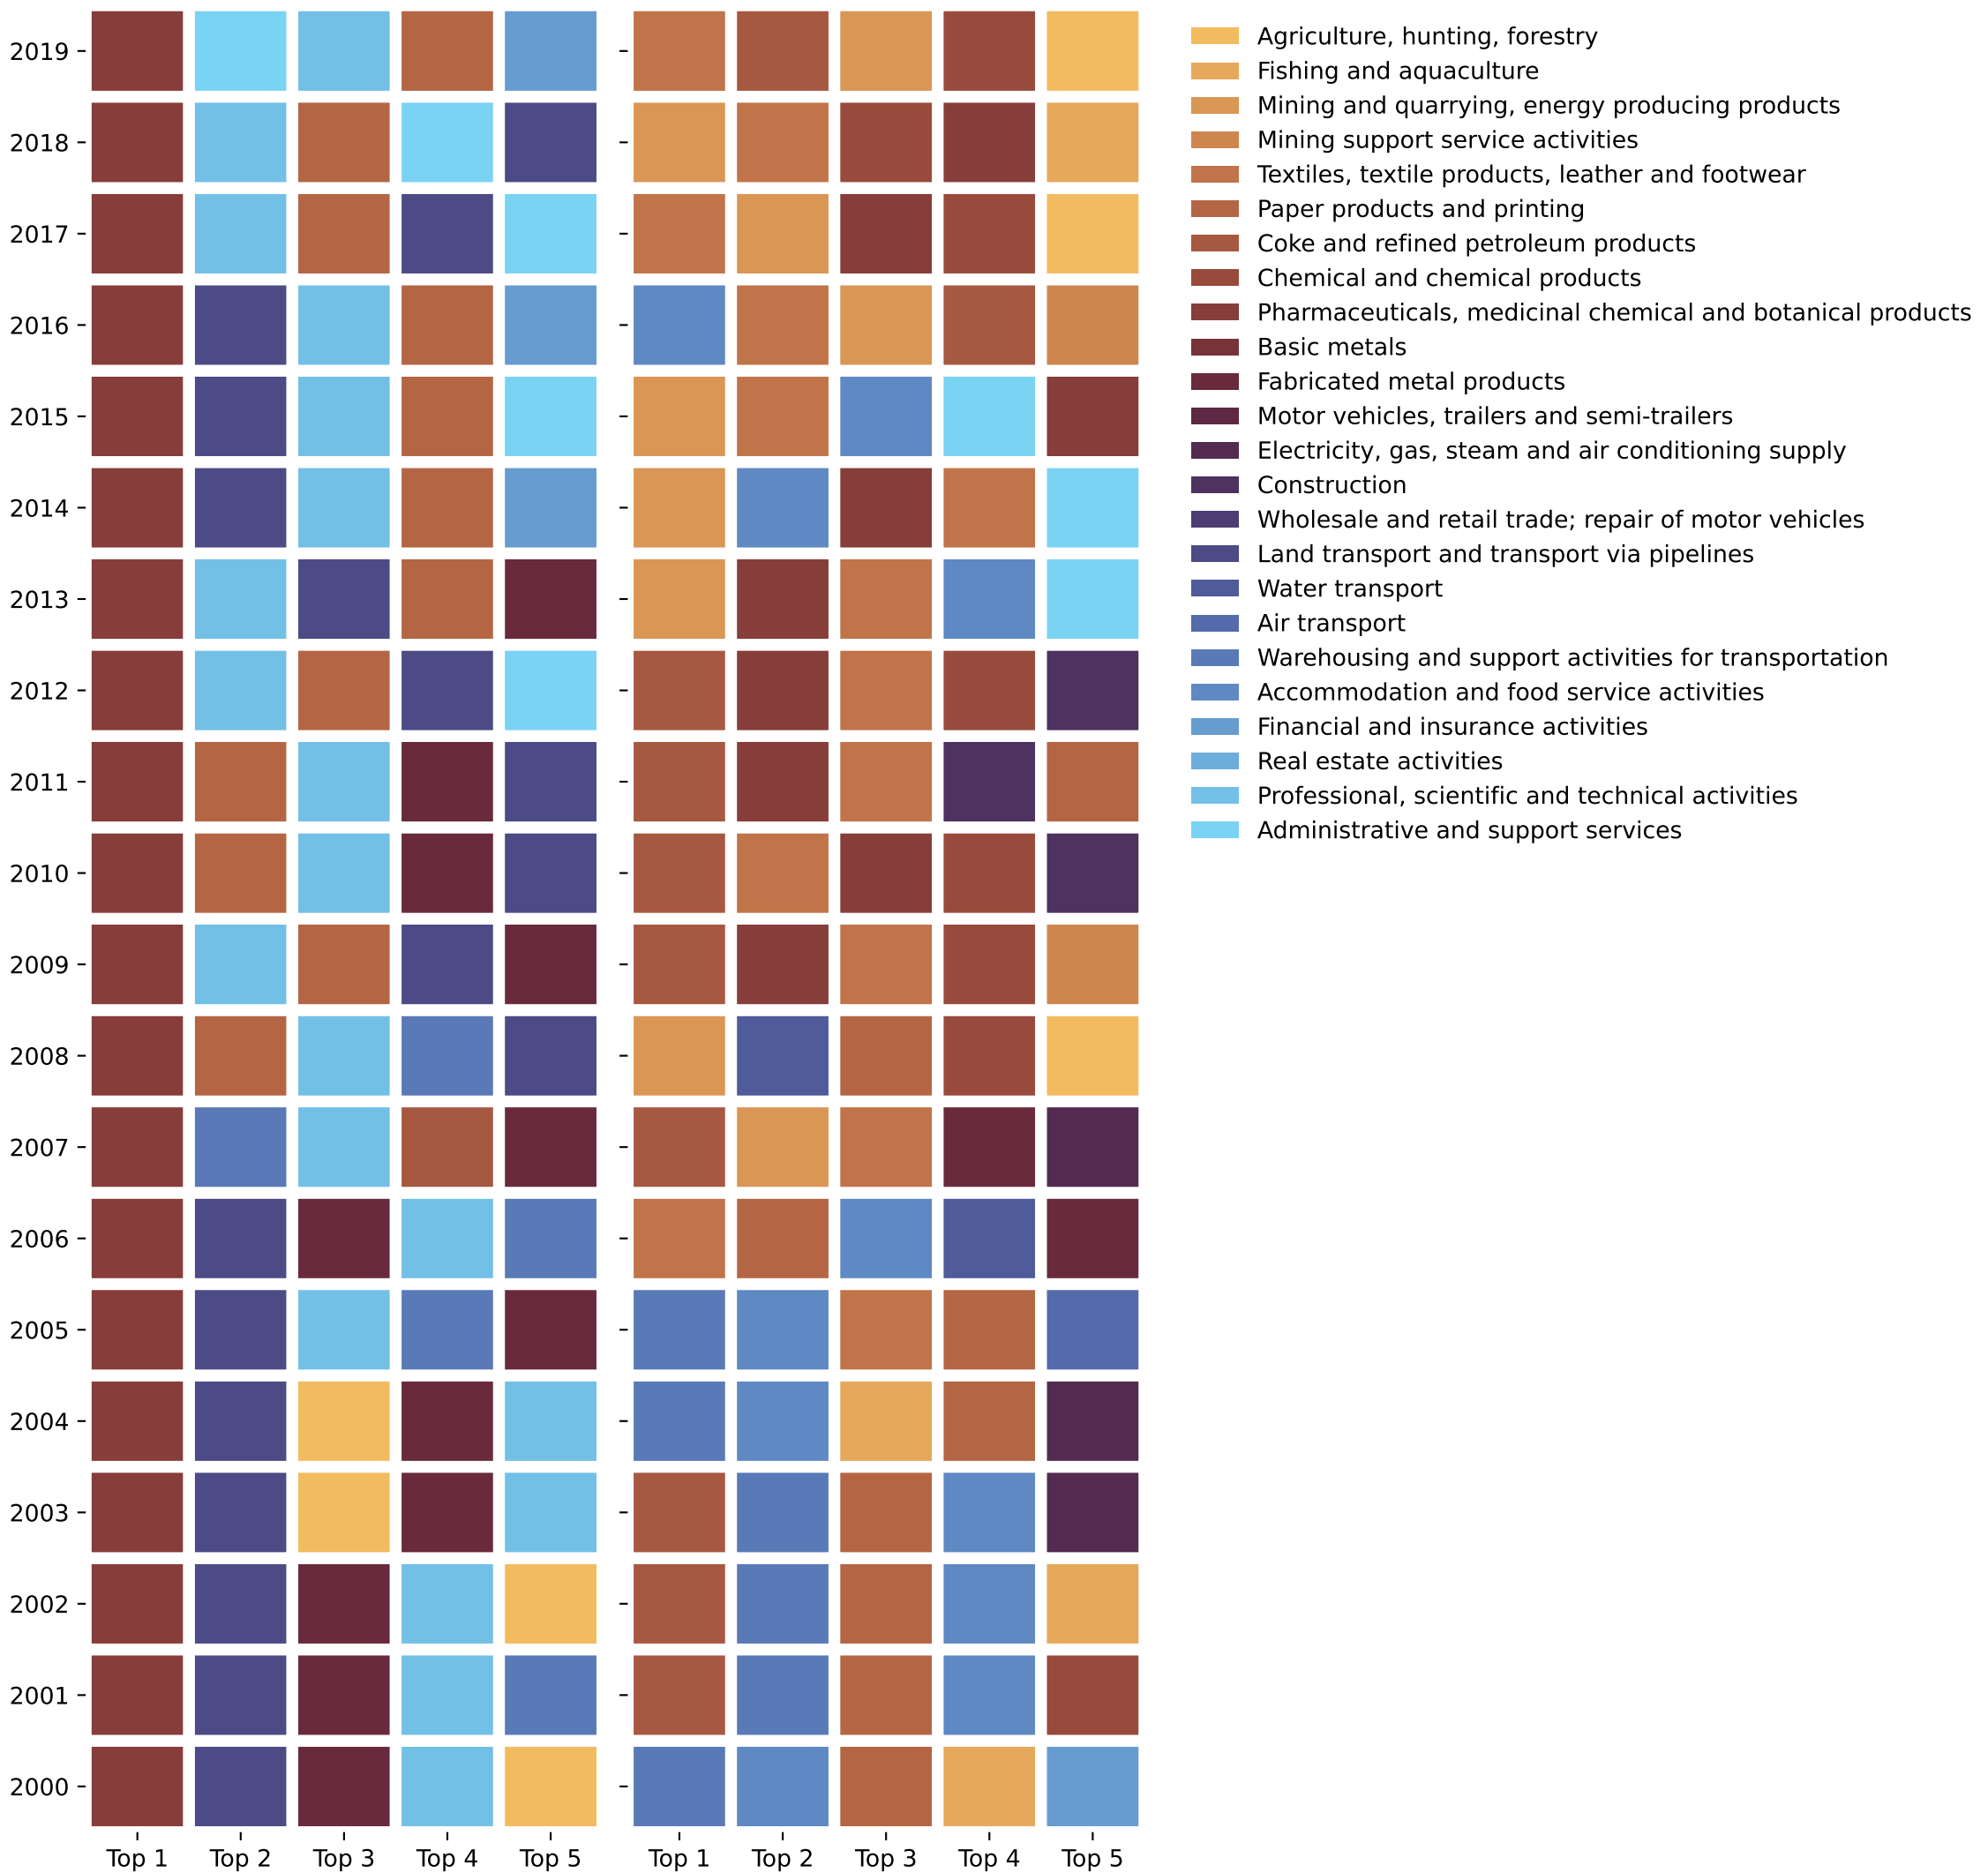 2019
2018
2017
2016
2015
2014
2013
2012
2011
2010
2009
2008
2007
2006
2005
2004
2003
2002
2001
2000
Top 1 Top 2 Top 3 Top 4 Top 5 Top 1 Top 2 Top 3 Top 4 Top 5
Agriculture, hunting, forestry
Fishing and aquaculture
Mining and quarrying, energy producing products
Mining support service activities
Textiles, textile products, leather and footwear
Paper products and printing
Coke and refined petroleum products
Chemical and chemical products
Pharmaceuticals, medicinal chemical and botanical products
Basic metals
Fabricated metal products
Motor vehicles, trailers and semi-trailers
Electricity, gas, steam and air conditioning supply
Construction
Wholesale and retail trade; repair of motor vehicles
Land transport and transport via pipelines
Water transport
Air transport
Warehousing and support activities for transportation
Accommodation and food service activities
Financial and insurance activities
Real estate activities
Professional, scientific and technical activities
Administrative and support services